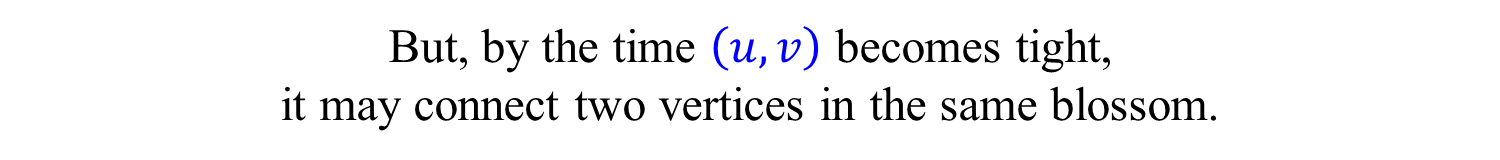 But, by the time (u, v) becomes tight,
it may connect two vertices in the same blossom.